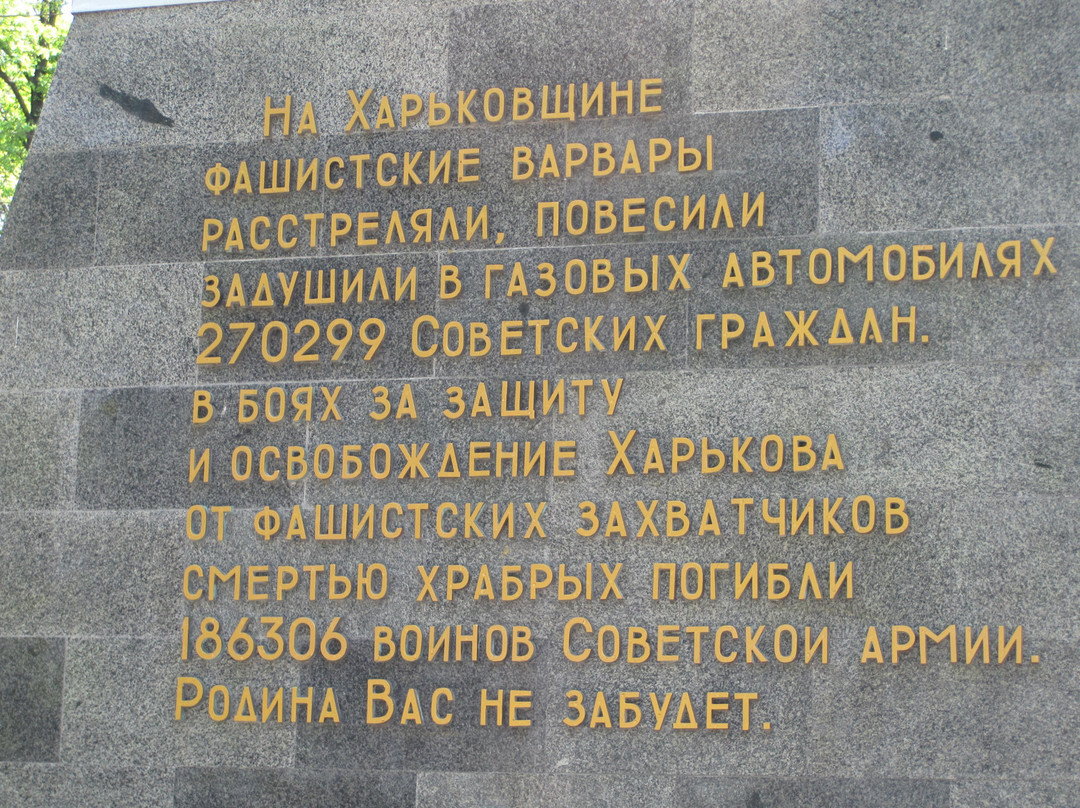 На Харьковщине
фашистские варвары
расстреляли, повесили
задушили в газовых автомобилях
270299 Советских граждан.
в боях за защиту
и освобождение Харькова
от фашистских захватчиков
смертью храбрых погибли
186306 воинов Советскои армии.
Родина Вас не забудет.